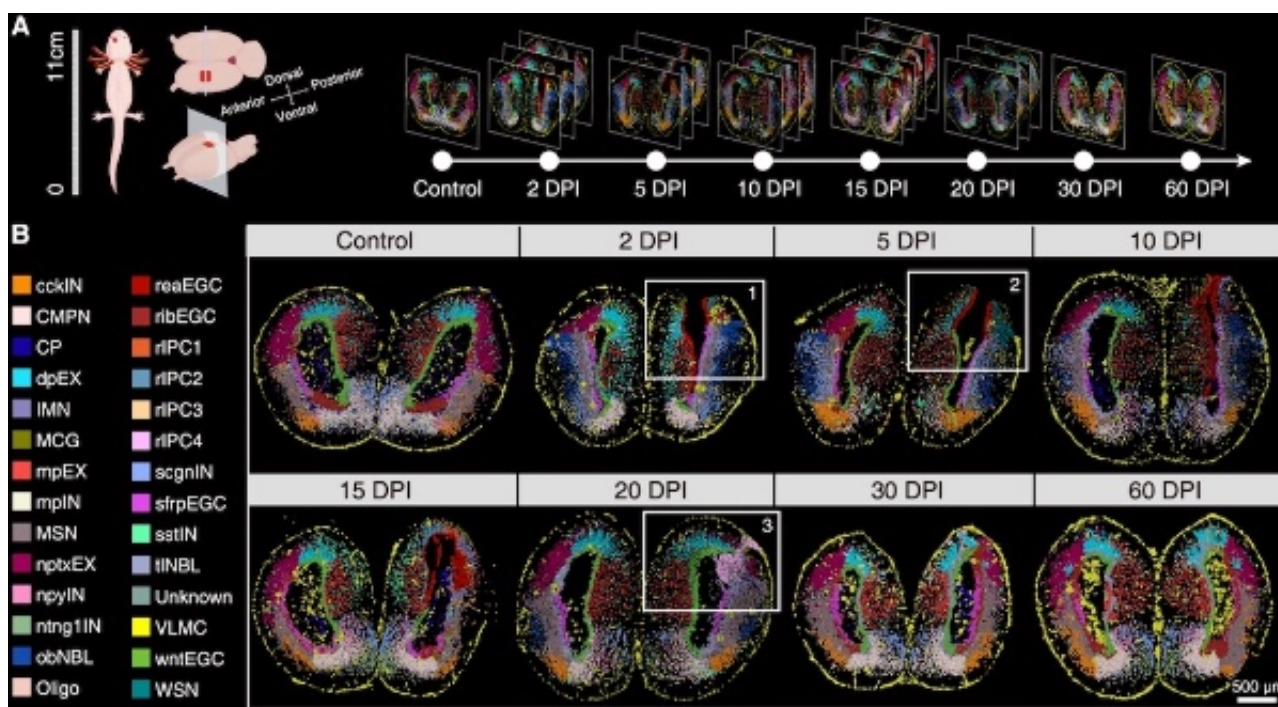 A
11cm
0
Dorsal
Anterior
Posterior
Ventral
Control
2 DPI
5 DPI
10 DPI
15 DPI
20 DPI
30 DPI
60 DPI
B
Control
2 DPI
5 DPI
10 DPI
1
2
15 DPI
20 DPI
30 DPI
60 DPI
3
cckIN
CMPN
CP
dpEX
IMN
MCG
mpEX
mpIN
MSN
nptxEX
npyIN
ntng1IN
obNBL
Oligo
reaEGC
ribEGC
rIPC1
rIPC2
rIPC3
rIPC4
scgnIN
sfrpEGC
sstIN
tlNBL
Unknown
VLMC
wntEGC
WSN
500 μm